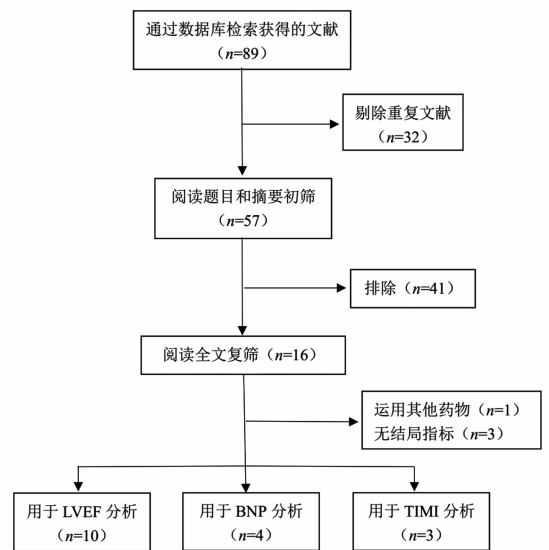 通过数据库检索获得的文献
（n=89）
剔除重复文献
（n=32）
阅读题目和摘要初筛
（n=57）
排除（n=41）
阅读全文复筛（n=16）
运用其他药物（n=1）
无结局指标（n=3）
用于 LVEF 分析
（n=10）
用于 BNP 分析
（n=4）
用于 TIMI 分析
（n=3）